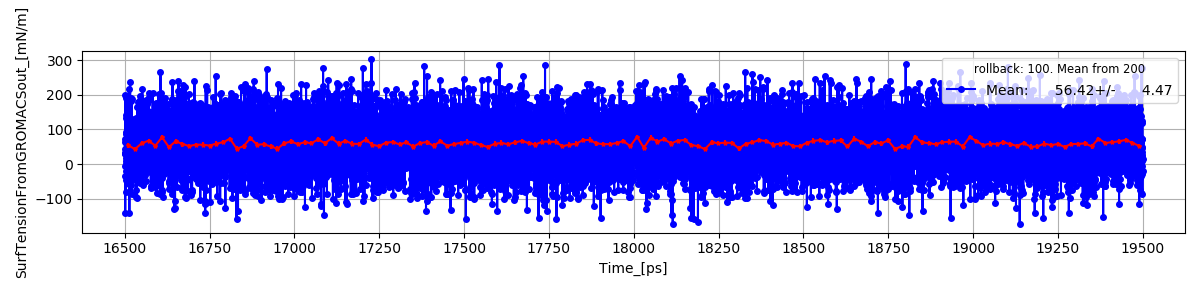 SurfTensionFromGROMACSout_[mN/m]
300
200
100
0
−100
rollback: 100. Mean from 200
Mean: 56.42+/- 4.47
16500 16750 17000 17250 17500 17750 18000 18250 18500 18750 19000 19250 19500
Time_[ps]